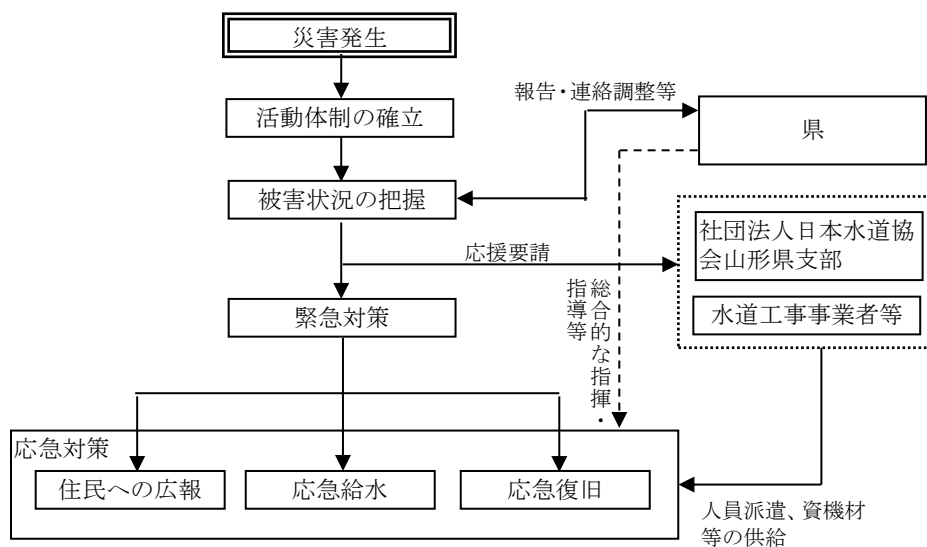 災害発生
活動体制の確立
報告・連絡調整等
県
被害状況の把握
応援要請
社団法人日本水道協
会山形県支部
水道工事事業者等
緊急対策
総合的な指揮・
指導等
応急対策
住民への広報
応急給水
応急復旧
人員派遣、資機材
等の供給